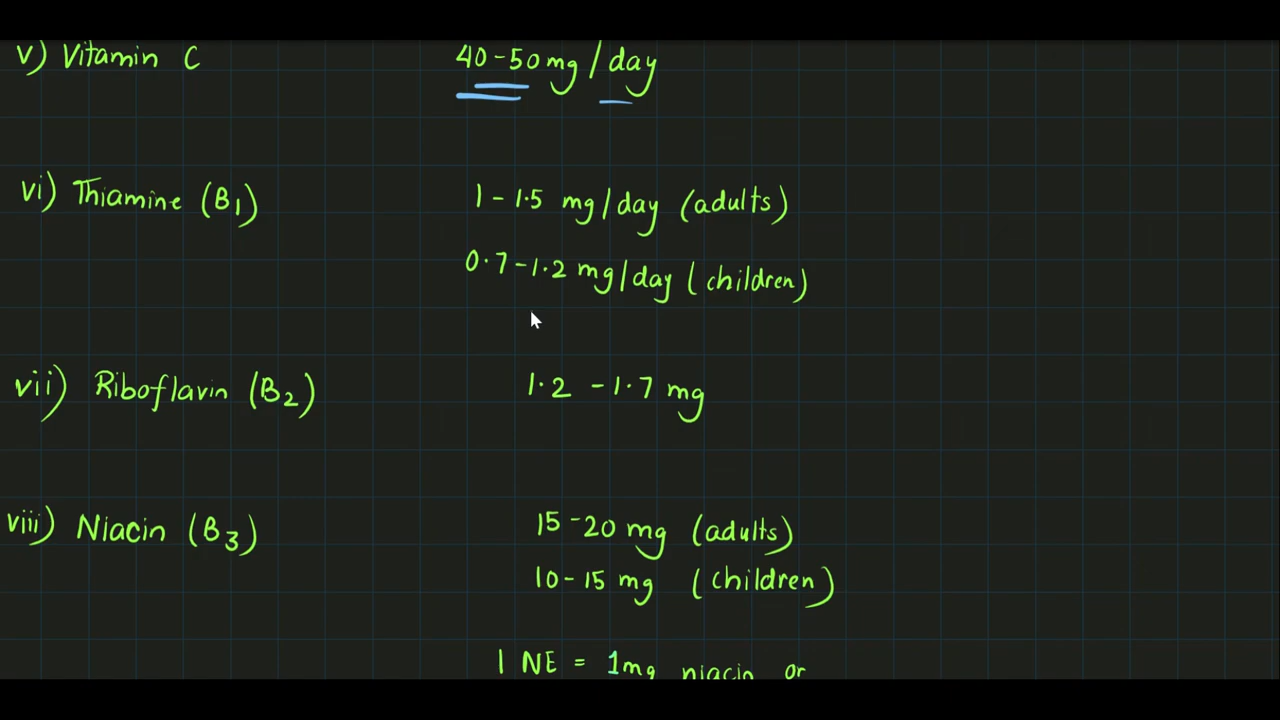 v) Vitamin C 40-50 mg/day
vi) Thiamine (B1) 1 - 1.5 mg/day (adults)
0.7-1.2 mg/day (children)
vii) Riboflavin (B2) 1.2 - 1.7 mg
viii) Niacin (B3) 15-20 mg (adults)
10-15 mg (children)
1 NE = 1mg niacin or